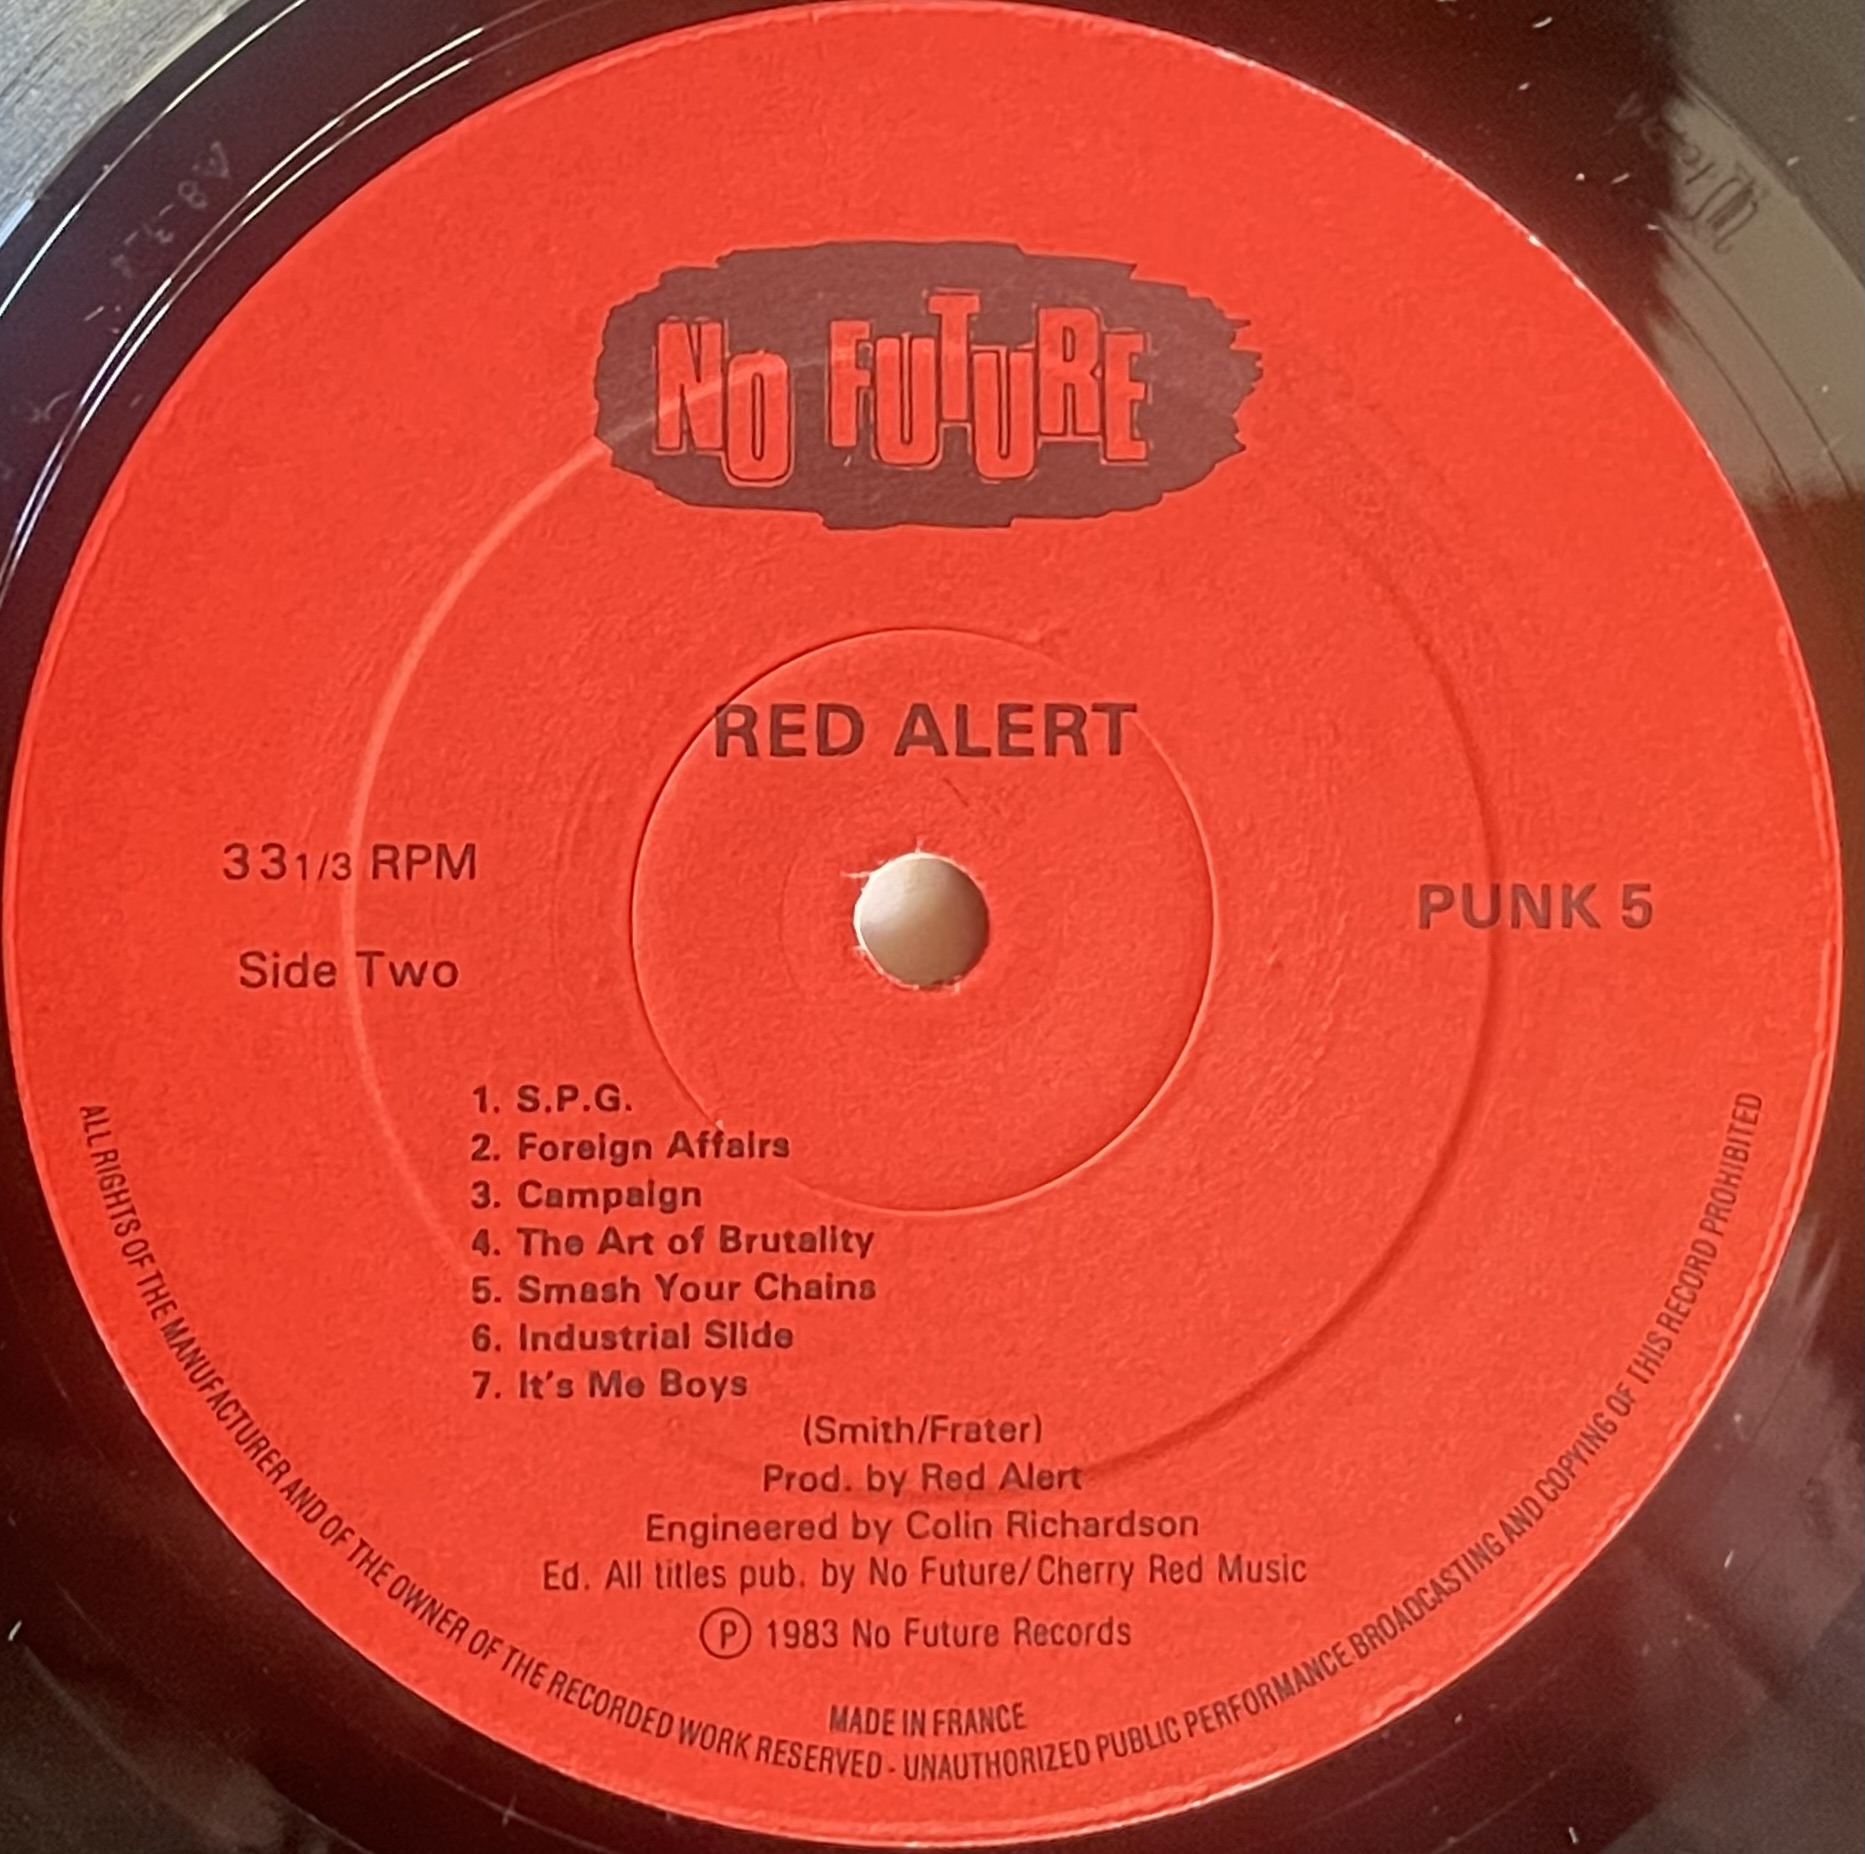 NO FUTURE
RED ALERT
33 1/3 RPM
PUNK 5
Side Two
1. S.P.G.
2. Foreign Affairs
3. Campaign
4. The Art of Brutality
5. Smash Your Chains
6. Industrial Slide
7. It's Me Boys
(Smith/Frater)
Prod. by Red Alert
Engineered by Colin Richardson
Ed. All titles pub. by No Future/Cherry Red Music
Ⓟ 1983 No Future Records
MADE IN FRANCE
ALL RIGHTS OF THE MANUFACTURER AND OF THE OWNER OF THE RECORDED WORK RESERVED - UNAUTHORIZED PUBLIC PERFORMANCE BROADCASTING AND COPYING OF THIS RECORD PROHIBITED